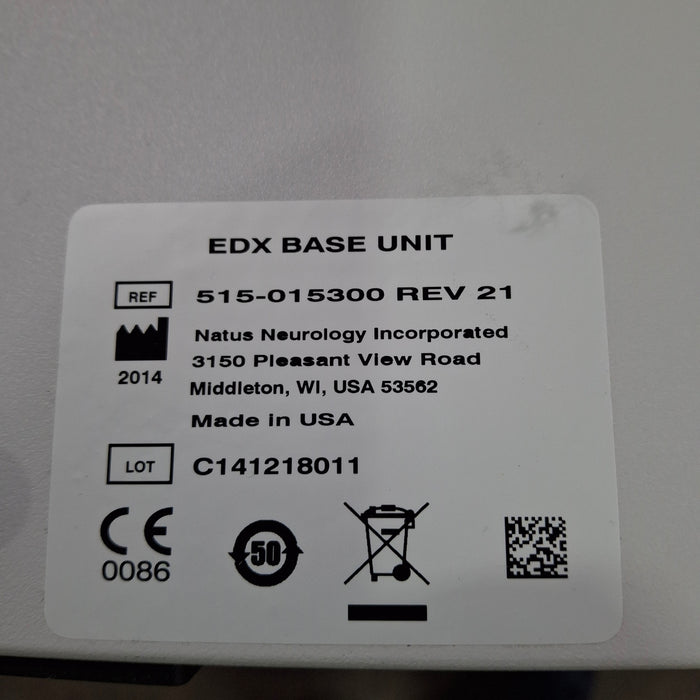 EDX BASE UNIT
REF 515-015300 REV 21
Natus Neurology Incorporated
3150 Pleasant View Road
2014
Middleton, WI, USA 53562
Made in USA
LOT C141218011
CE
0086
50